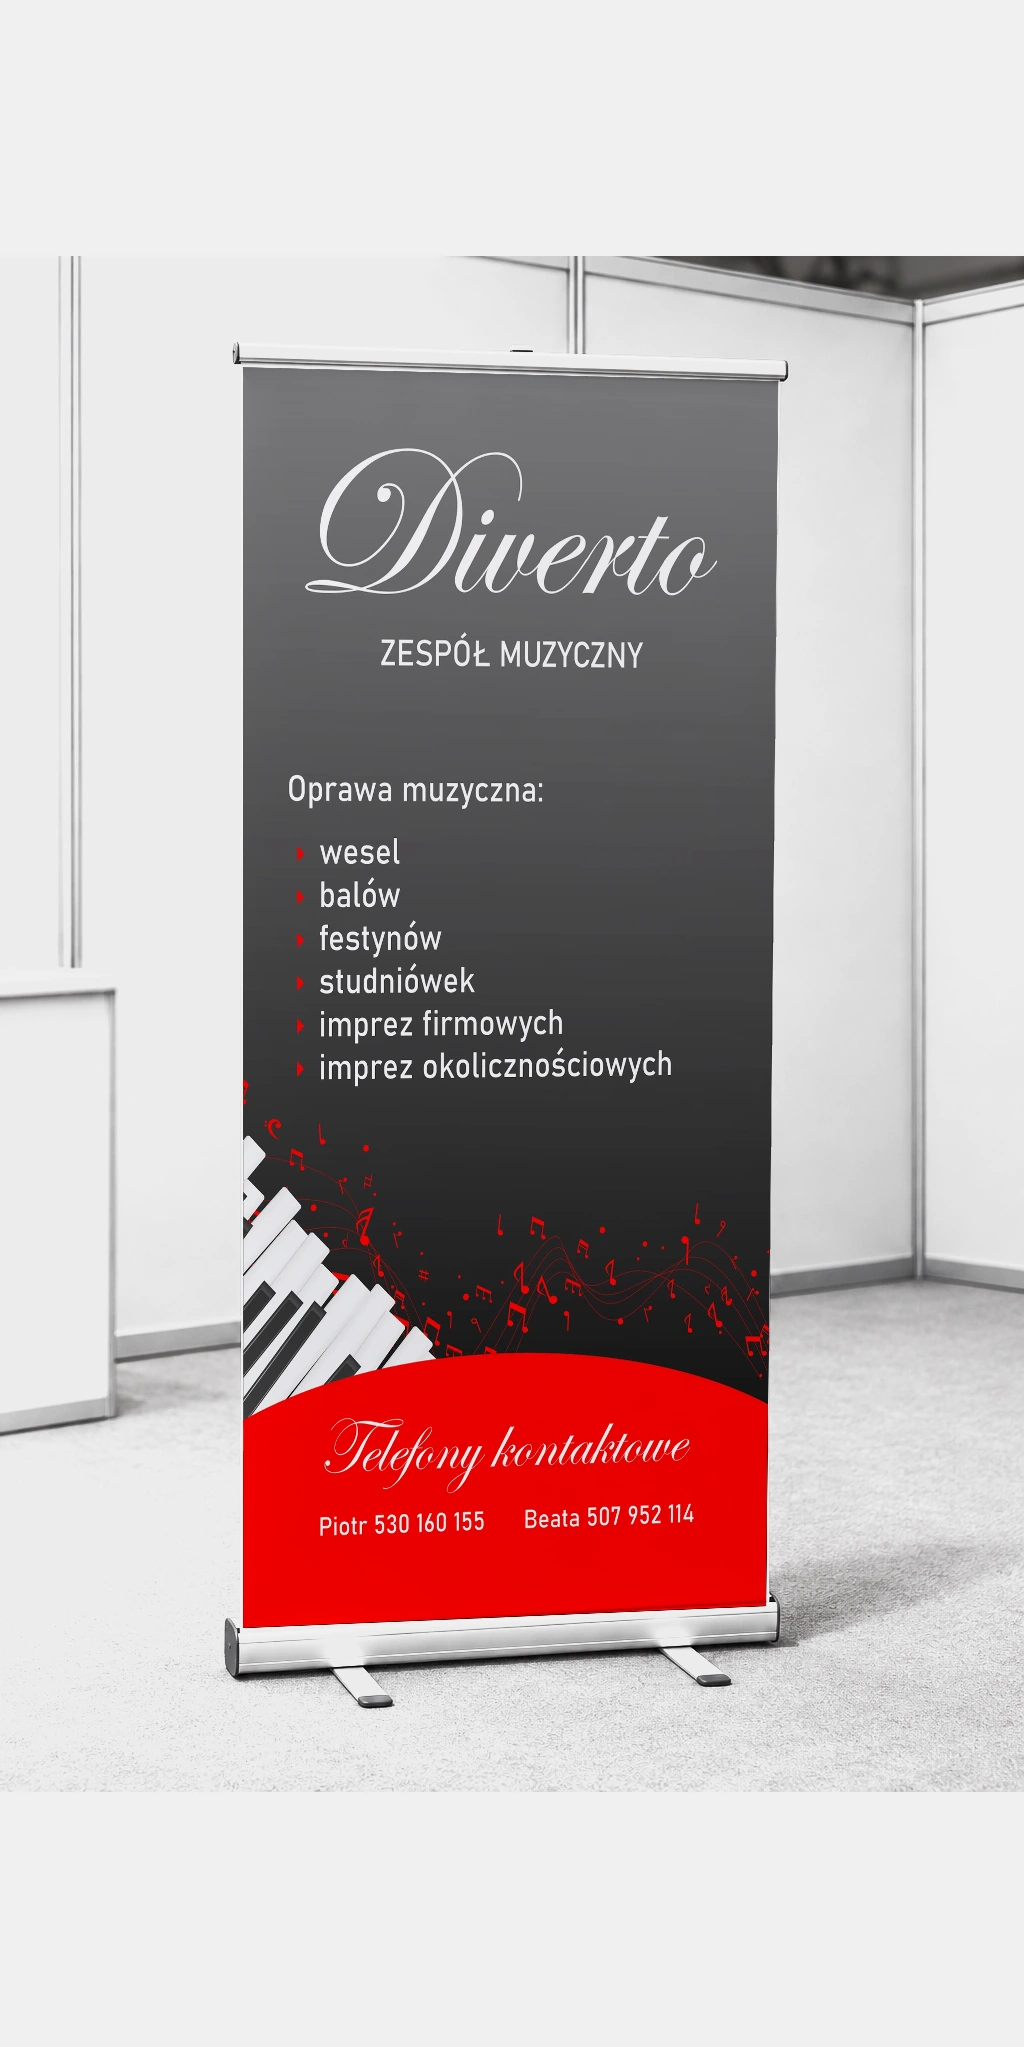 Diverto
ZESPÓŁ MUZYCZNY
Oprawa muzyczna:
wesel
balów
festynów
studniówek
imprez firmowych
imprez okolicznościowych
Telefony kontaktowe
Piotr 530 160 155 Beata 507 952 114